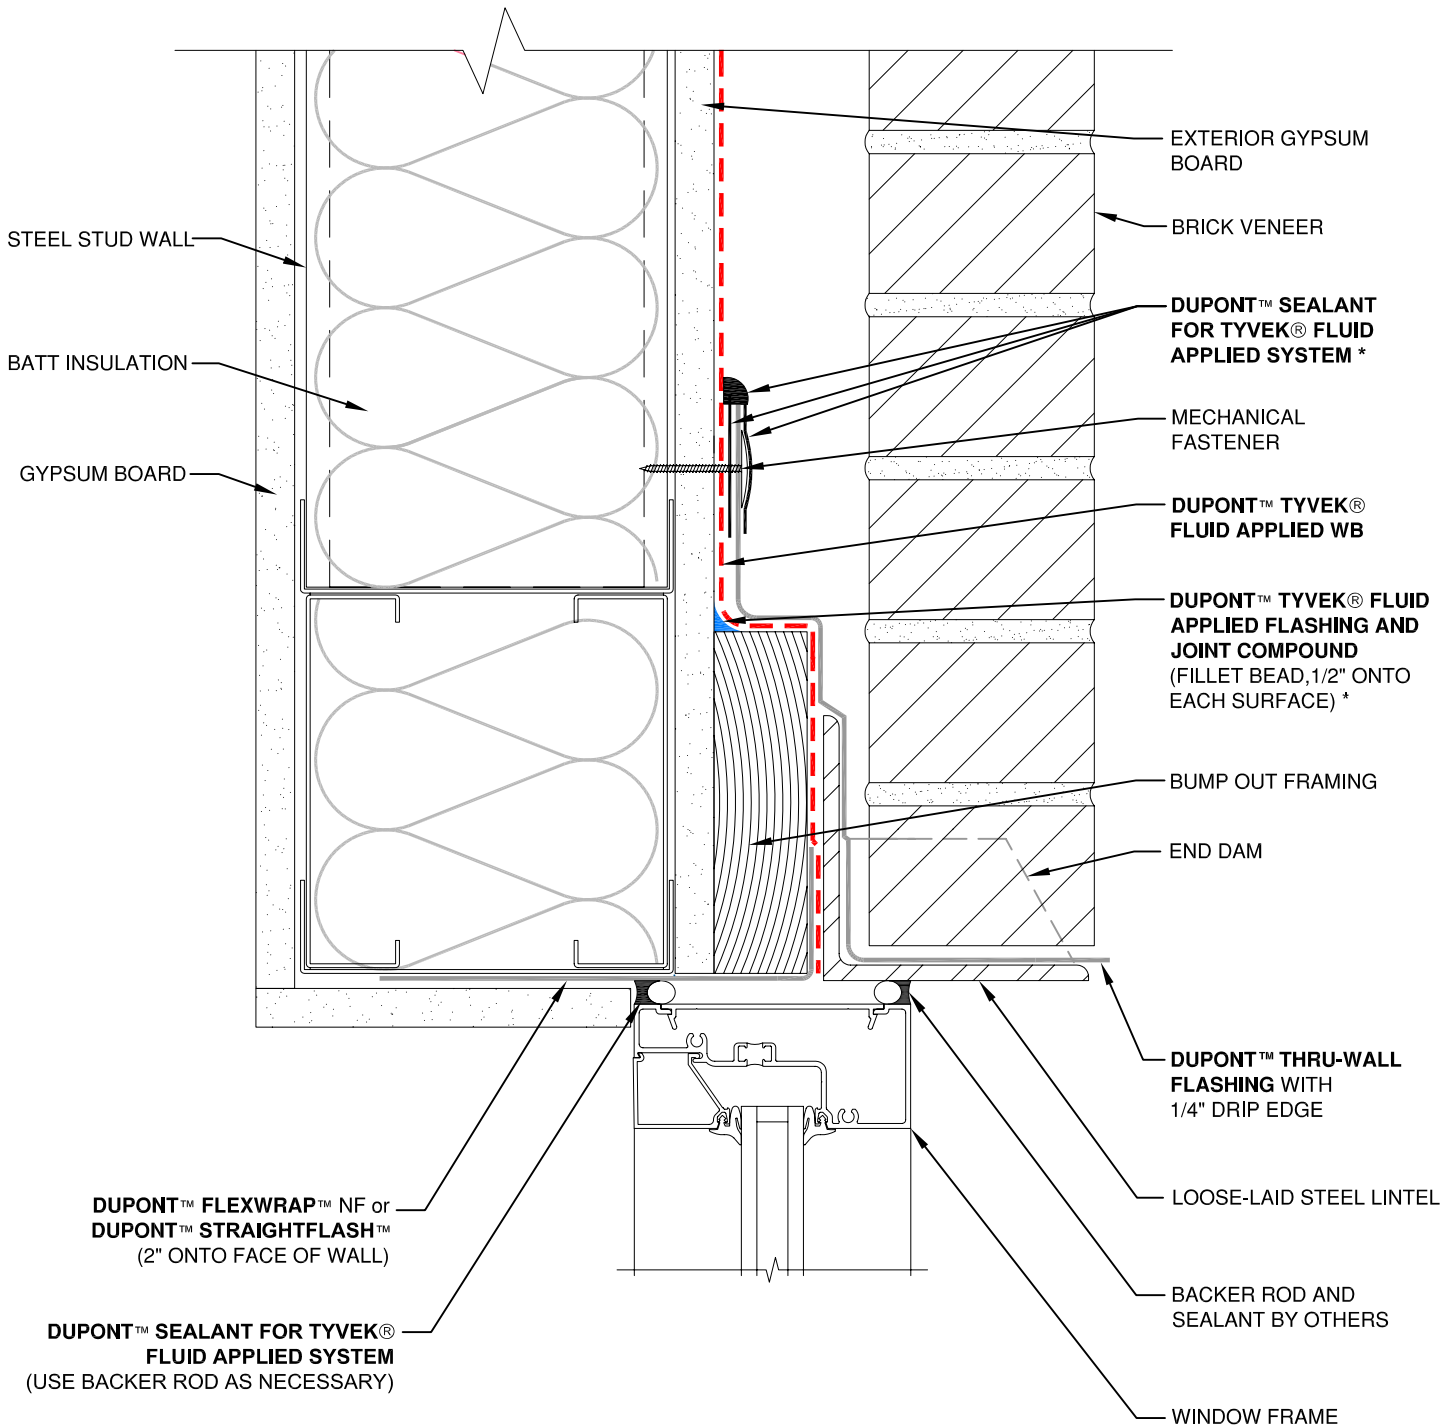 STEEL STUD WALL
BATT INSULATION
GYPSUM BOARD
EXTERIOR GYPSUM
BOARD
BRICK VENEER
DUPONT™ SEALANT
FOR TYVEK® FLUID
APPLIED SYSTEM *
MECHANICAL
FASTENER
DUPONT™ TYVEK®
FLUID APPLIED WB
DUPONT™ TYVEK® FLUID
APPLIED FLASHING AND
JOINT COMPOUND
(FILLET BEAD,1/2" ONTO
EACH SURFACE) *
BUMP OUT FRAMING
END DAM
DUPONT™ THRU-WALL
FLASHING WITH
1/4" DRIP EDGE
LOOSE-LAID STEEL LINTEL
BACKER ROD AND
SEALANT BY OTHERS
WINDOW FRAME
DUPONT™ FLEXWRAP™ NF or
DUPONT™ STRAIGHTFLASH™
(2" ONTO FACE OF WALL)
DUPONT™ SEALANT FOR TYVEK®
FLUID APPLIED SYSTEM
(USE BACKER ROD AS NECESSARY)